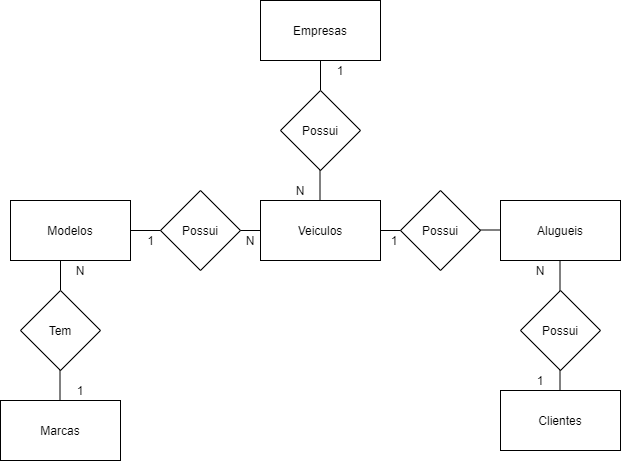 Empresas
1
Possui
N
Modelos
1
Possui
N
Veiculos
1
Possui
Alugueis
N
Tem
1
Marcas
N
Possui
1
Clientes